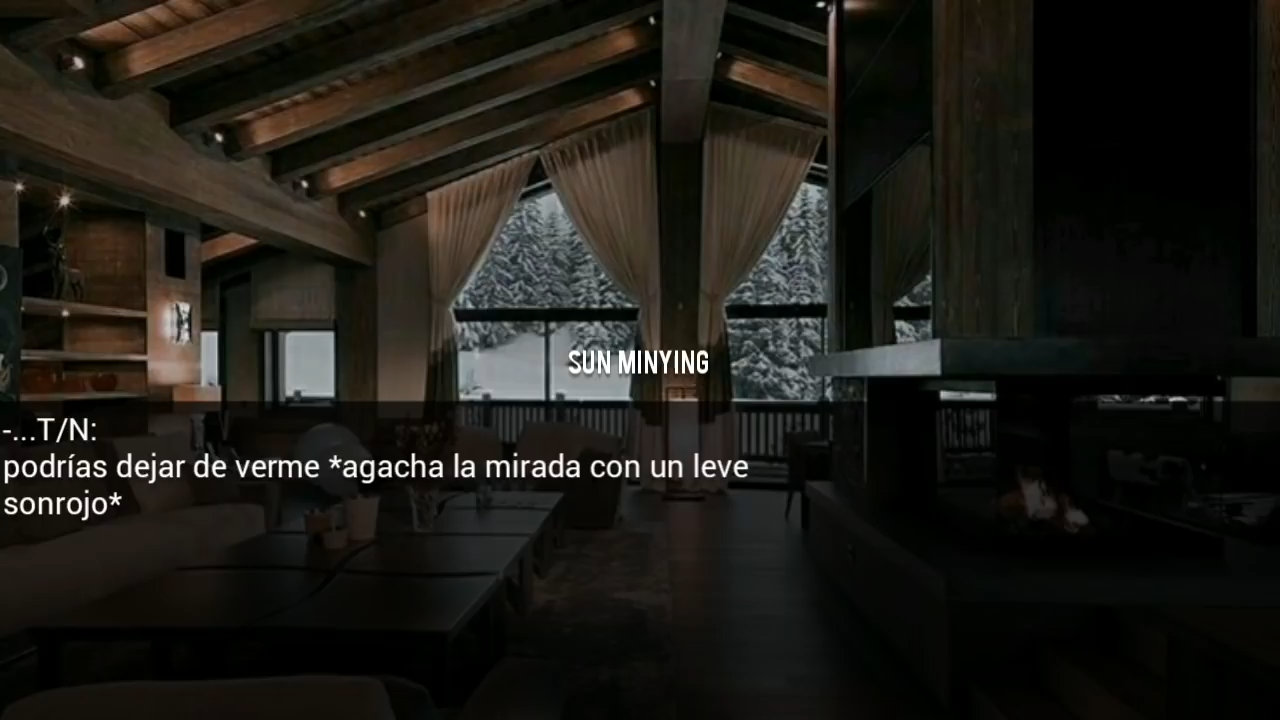 SUN MINYING
-...T/N:
podrías dejar de verme *agacha la mirada con un leve
sonrojo*